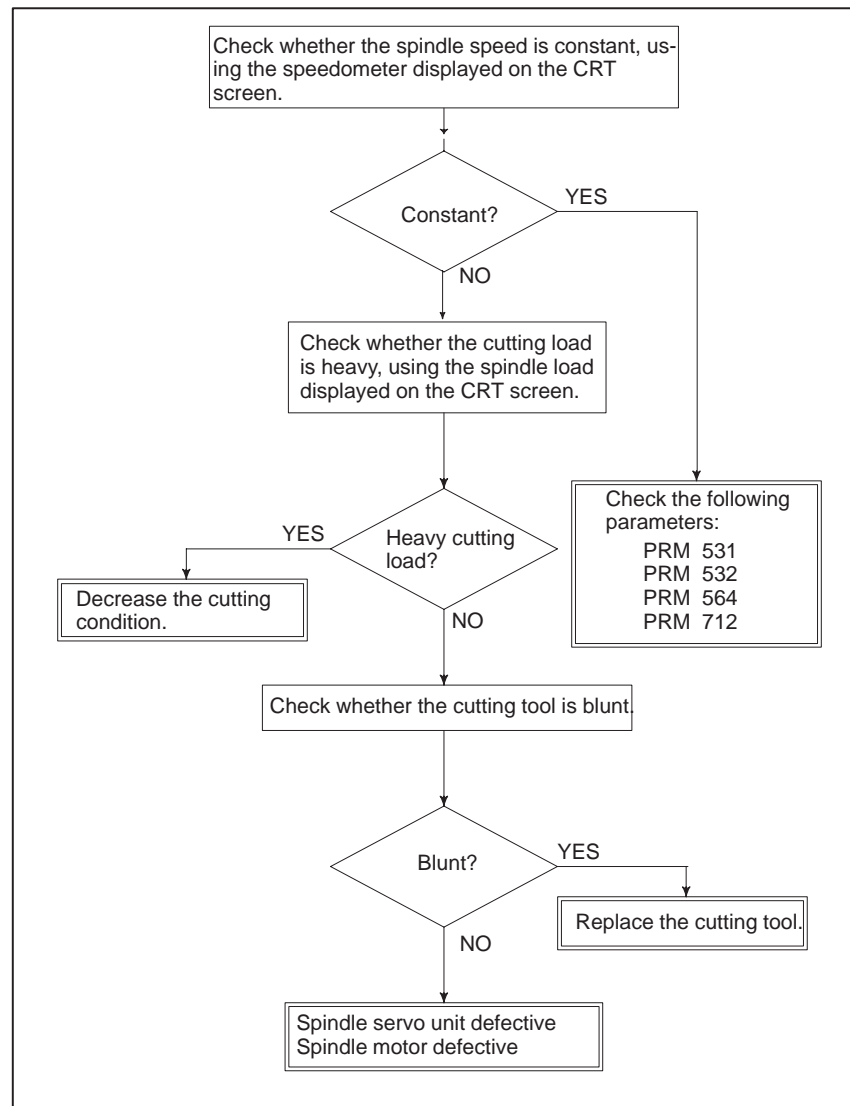 Check whether the spindle speed is constant, us-
ing the speedometer displayed on the CRT
screen.
Constant?
YES
NO
Check whether the cutting load
is heavy, using the spindle load
displayed on the CRT screen.
Check the following
parameters:
PRM 531
PRM 532
PRM 564
PRM 712
Heavy cutting
load?
YES
Decrease the cutting
condition.
NO
Check whether the cutting tool is blunt.
Blunt?
YES
Replace the cutting tool.
NO
Spindle servo unit defective
Spindle motor defective